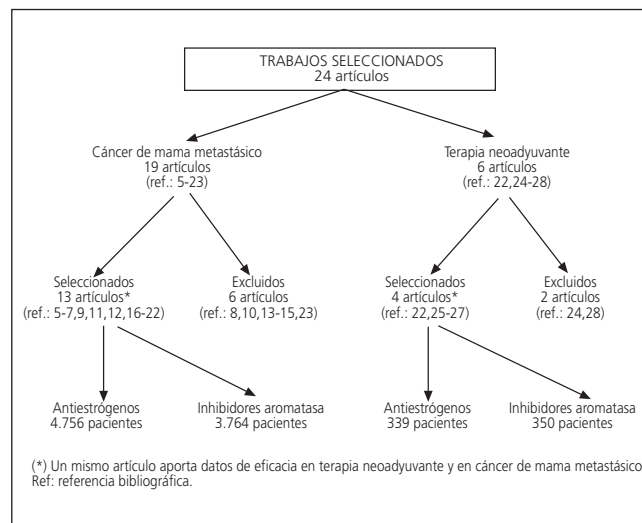 TRABAJOS SELECCIONADOS
24 artículos
Cáncer de mama metastásico
19 artículos
(ref.: 5-23)
Terapia neoadyuvante
6 artículos
(ref.: 22,24-28)
Seleccionados
13 artículos*
(ref.: 5-7,9,11,12,16-22)
Excluidos
6 artículos
(ref.: 8,10,13-15,23)
Seleccionados
4 artículos*
(ref.: 22,25-27)
Excluidos
2 artículos
(ref.: 24,28)
Antiestrógenos
4.756 pacientes
Inhibidores aromatasa
3.764 pacientes
Antiestrógenos
339 pacientes
Inhibidores aromatasa
350 pacientes
(*) Un mismo artículo aporta datos de eficacia en terapia neoadyuvante y en cáncer de mama metastásico
Ref: referencia bibliográfica.